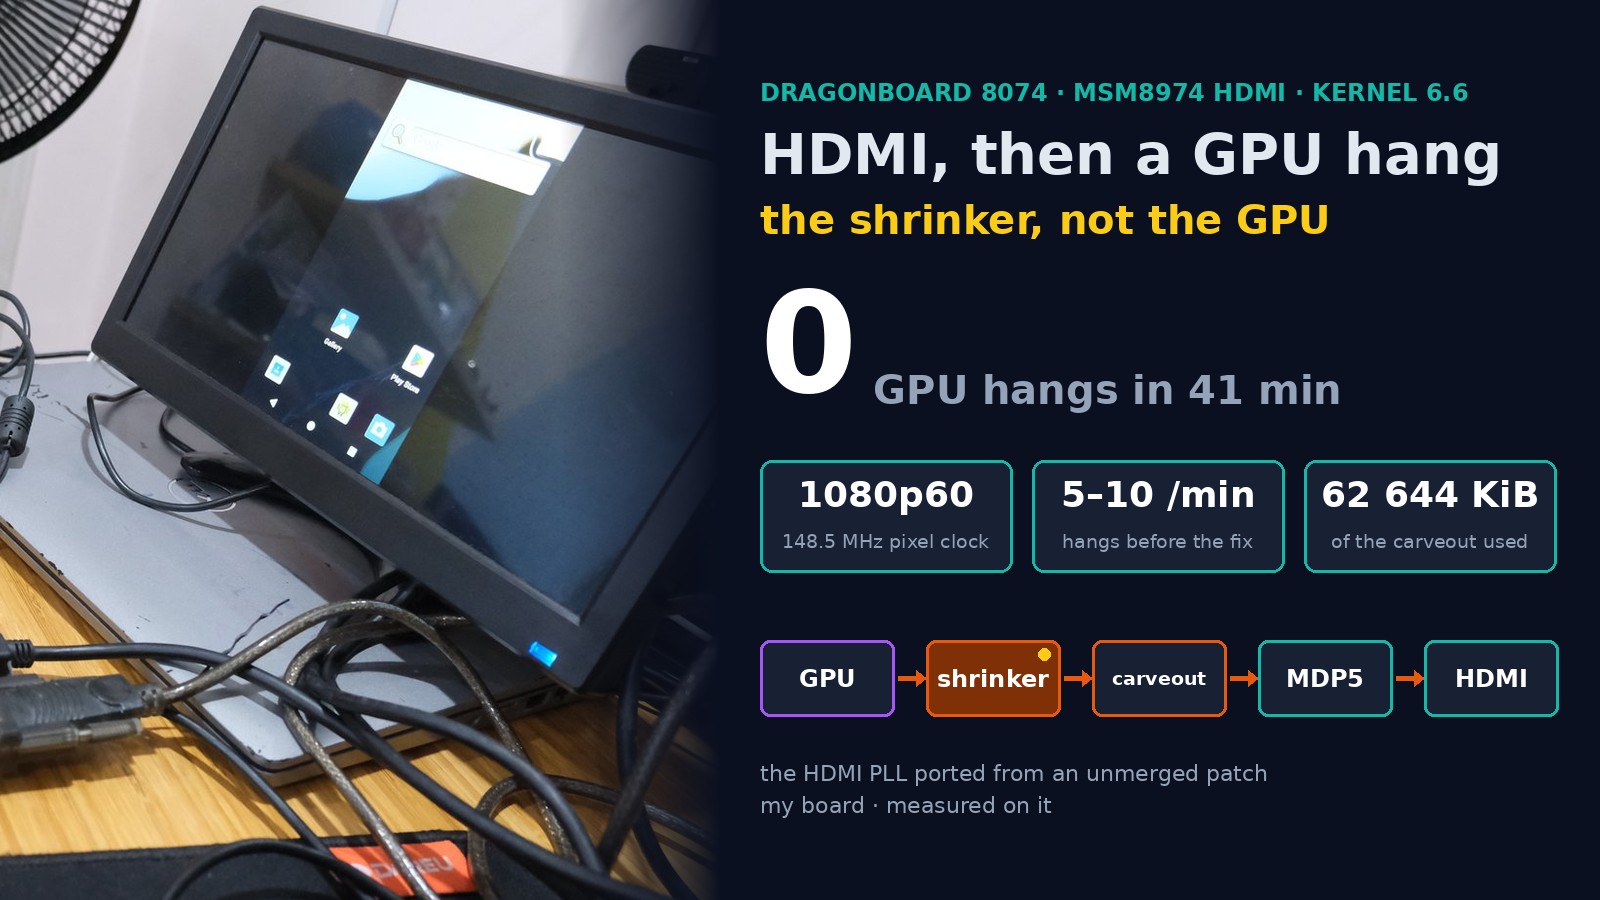 Gallery
Play Store
DRAGONBOARD 8074 · MSM8974 HDMI · KERNEL 6.6
HDMI, then a GPU hang
the shrinker, not the GPU
0 GPU hangs in 41 min
1080p60
148.5 MHz pixel clock
5–10 /min
hangs before the fix
62 644 KiB
of the carveout used
GPU
shrinker
carveout
MDP5
HDMI
the HDMI PLL ported from an unmerged patch
my board · measured on it